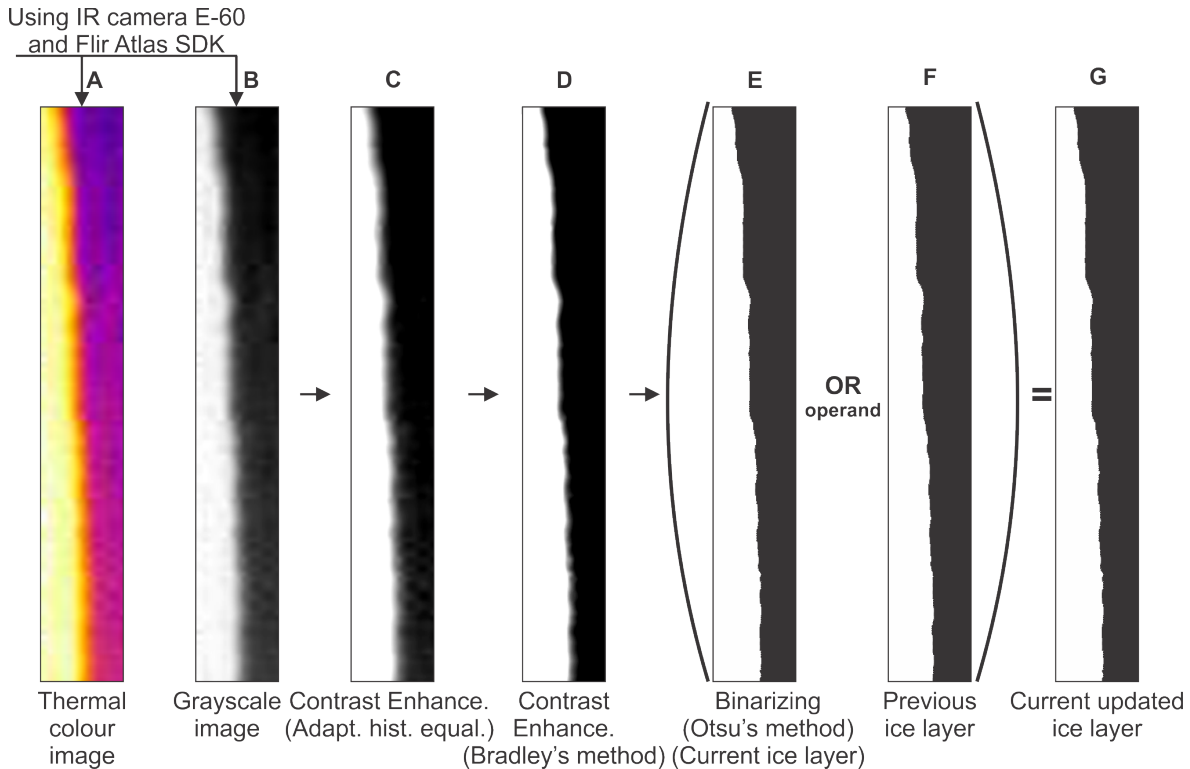 Using IR camera E-60
and Flir Atlas SDK
A
B
C
D
E
F
G
OR
operand
=
Thermal
colour
image
Grayscale
image
Contrast Enhance.
(Adapt. hist. equal.)
Contrast
Enhance.
(Bradley's method)
Binarizing
(Otsu's method)
(Current ice layer)
Previous
ice layer
Current updated
ice layer